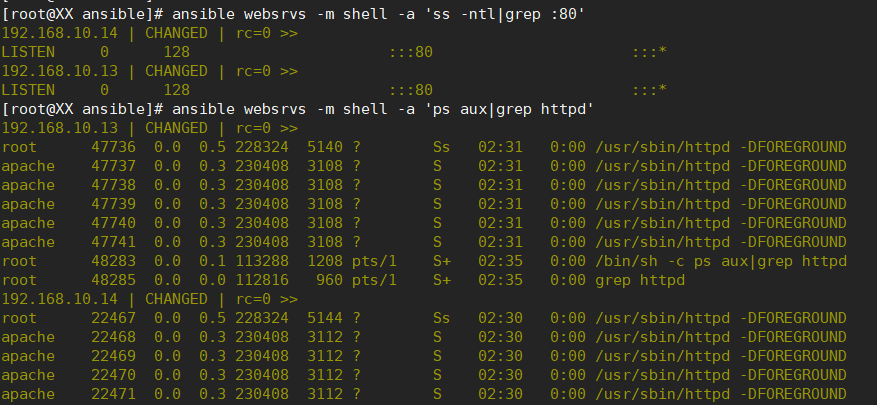 [root@XX ansible]# ansible websrvs -m shell -a 'ss -ntl|grep :80'
192.168.10.14 | CHANGED | rc=0 >>
LISTEN     0      128                      :::80                      :::*
192.168.10.13 | CHANGED | rc=0 >>
LISTEN     0      128                      :::80                      :::*
[root@XX ansible]# ansible websrvs -m shell -a 'ps aux|grep httpd'
192.168.10.13 | CHANGED | rc=0 >>
root      47736  0.0  0.5 228324  5140 ?        Ss   02:31   0:00 /usr/sbin/httpd -DFOREGROUND
apache    47737  0.0  0.3 230408  3108 ?        S    02:31   0:00 /usr/sbin/httpd -DFOREGROUND
apache    47738  0.0  0.3 230408  3108 ?        S    02:31   0:00 /usr/sbin/httpd -DFOREGROUND
apache    47739  0.0  0.3 230408  3108 ?        S    02:31   0:00 /usr/sbin/httpd -DFOREGROUND
apache    47740  0.0  0.3 230408  3108 ?        S    02:31   0:00 /usr/sbin/httpd -DFOREGROUND
apache    47741  0.0  0.3 230408  3108 ?        S    02:31   0:00 /usr/sbin/httpd -DFOREGROUND
root      48283  0.0  0.1 113288  1208 pts/1    S+   02:35   0:00 /bin/sh -c ps aux|grep httpd
root      48285  0.0  0.0 112816   960 pts/1    S+   02:35   0:00 grep httpd
192.168.10.14 | CHANGED | rc=0 >>
root      22467  0.0  0.5 228324  5144 ?        Ss   02:30   0:00 /usr/sbin/httpd -DFOREGROUND
apache    22468  0.0  0.3 230408  3112 ?        S    02:30   0:00 /usr/sbin/httpd -DFOREGROUND
apache    22469  0.0  0.3 230408  3112 ?        S    02:30   0:00 /usr/sbin/httpd -DFOREGROUND
apache    22470  0.0  0.3 230408  3112 ?        S    02:30   0:00 /usr/sbin/httpd -DFOREGROUND
apache    22471  0.0  0.3 230408  3112 ?        S    02:30   0:00 /usr/sbin/httpd -DFOREGROUND